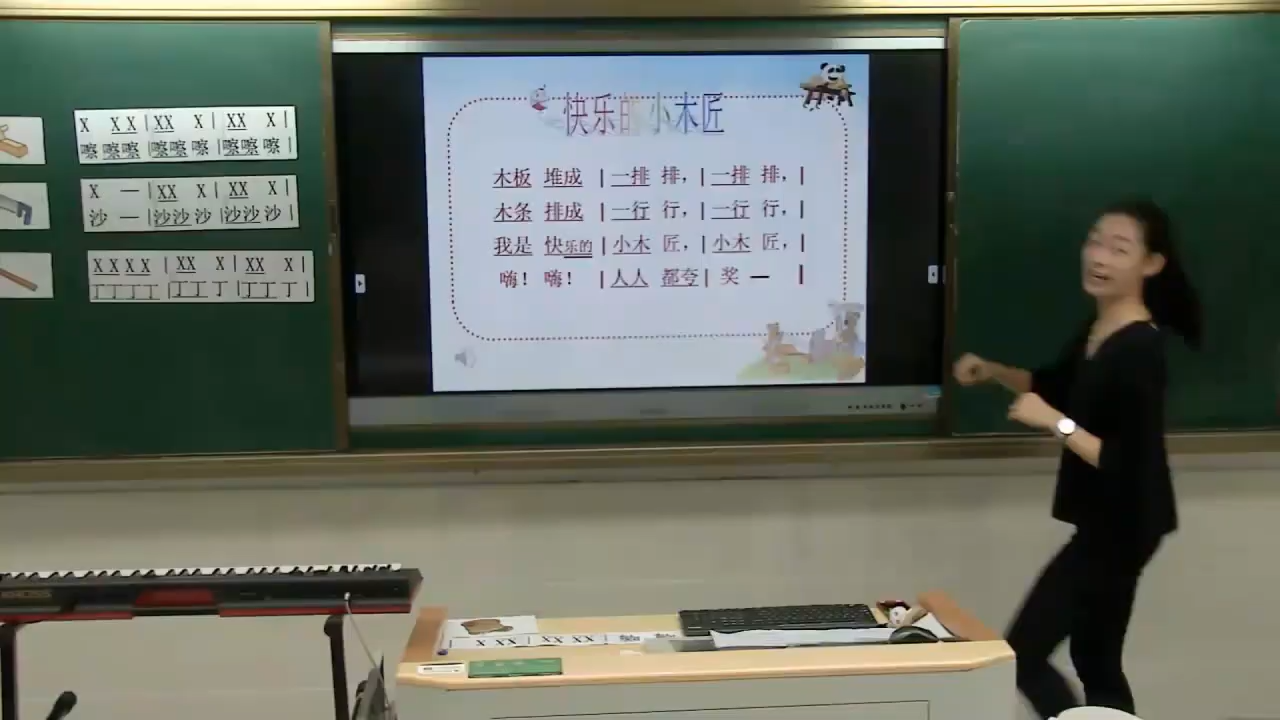 X XX | XX X | XX X |
嚓 嚓嚓 | 嚓嚓 嚓 | 嚓嚓 嚓 |
X — | XX X | XX X |
沙 — | 沙沙 沙 | 沙沙 沙 |
X X X X | XX X | XX X |
丁丁丁丁 | 丁丁 丁 | 丁丁 丁 |
快乐的小木匠
木板 堆成 | 一排 排, | 一排 排, |
木条 排成 | 一行 行, | 一行 行, |
我是 快乐的 | 小木 匠, | 小木 匠, |
嗨! 嗨! | 人人 都夸 | 奖 — |
X XX | XX XX |